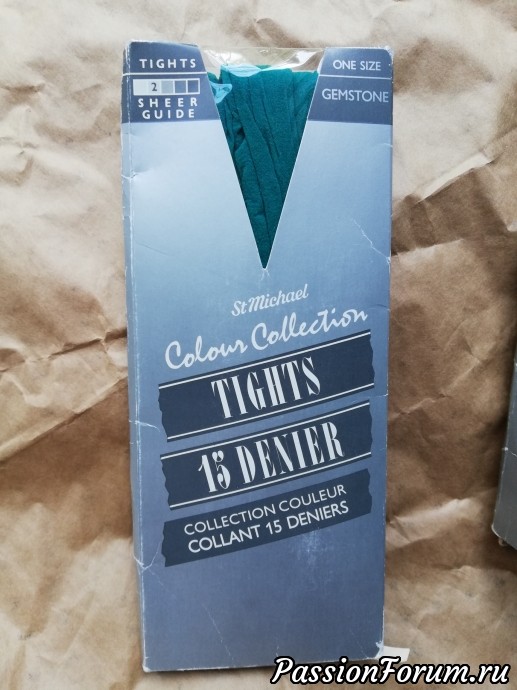 TIGHTS
2
SHEER
GUIDE
ONE SIZE
GEMSTONE
St Michael
Colour Collection
TIGHTS
15 DENIER
COLLECTION COULEUR
COLLANT 15 DENIERS
PassionForum.ru